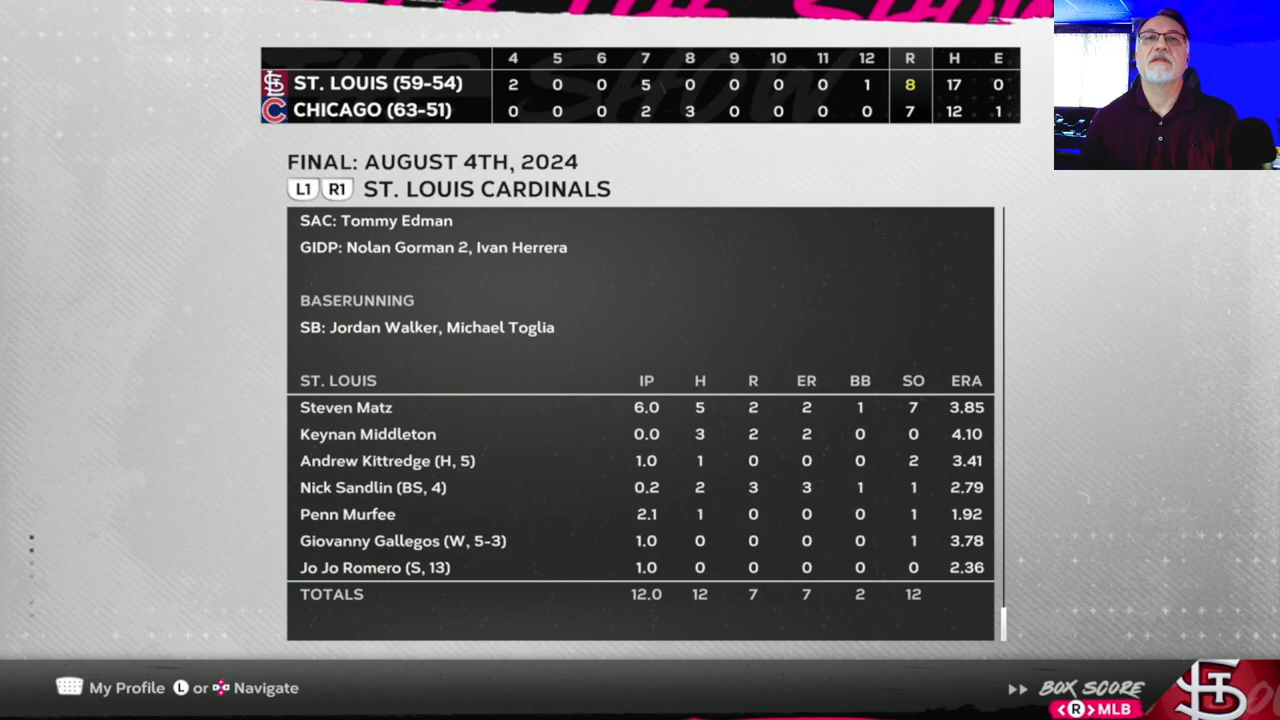 4 5 6 7 8 9 10 11 12 R H E
ST. LOUIS (59-54) 2 0 0 5 0 0 0 0 1 8 17 0
CHICAGO (63-51) 0 0 0 2 3 0 0 0 0 7 12 1
FINAL: AUGUST 4TH, 2024
L1 R1 ST. LOUIS CARDINALS
SAC: Tommy Edman
GIDP: Nolan Gorman 2, Ivan Herrera
BASERUNNING
SB: Jordan Walker, Michael Toglia
ST. LOUIS IP H R ER BB SO ERA
Steven Matz 6.0 5 2 2 1 7 3.85
Keynan Middleton 0.0 3 2 2 0 0 4.10
Andrew Kittredge (H, 5) 1.0 1 0 0 0 2 3.41
Nick Sandlin (BS, 4) 0.2 2 3 3 1 1 2.79
Penn Murfee 2.1 1 0 0 0 1 1.92
Giovanny Gallegos (W, 5-3) 1.0 0 0 0 0 1 3.78
Jo Jo Romero (S, 13) 1.0 0 0 0 0 0 2.36
TOTALS 12.0 12 7 7 2 12
My Profile L or Navigate
BOX SCORE
R MLB